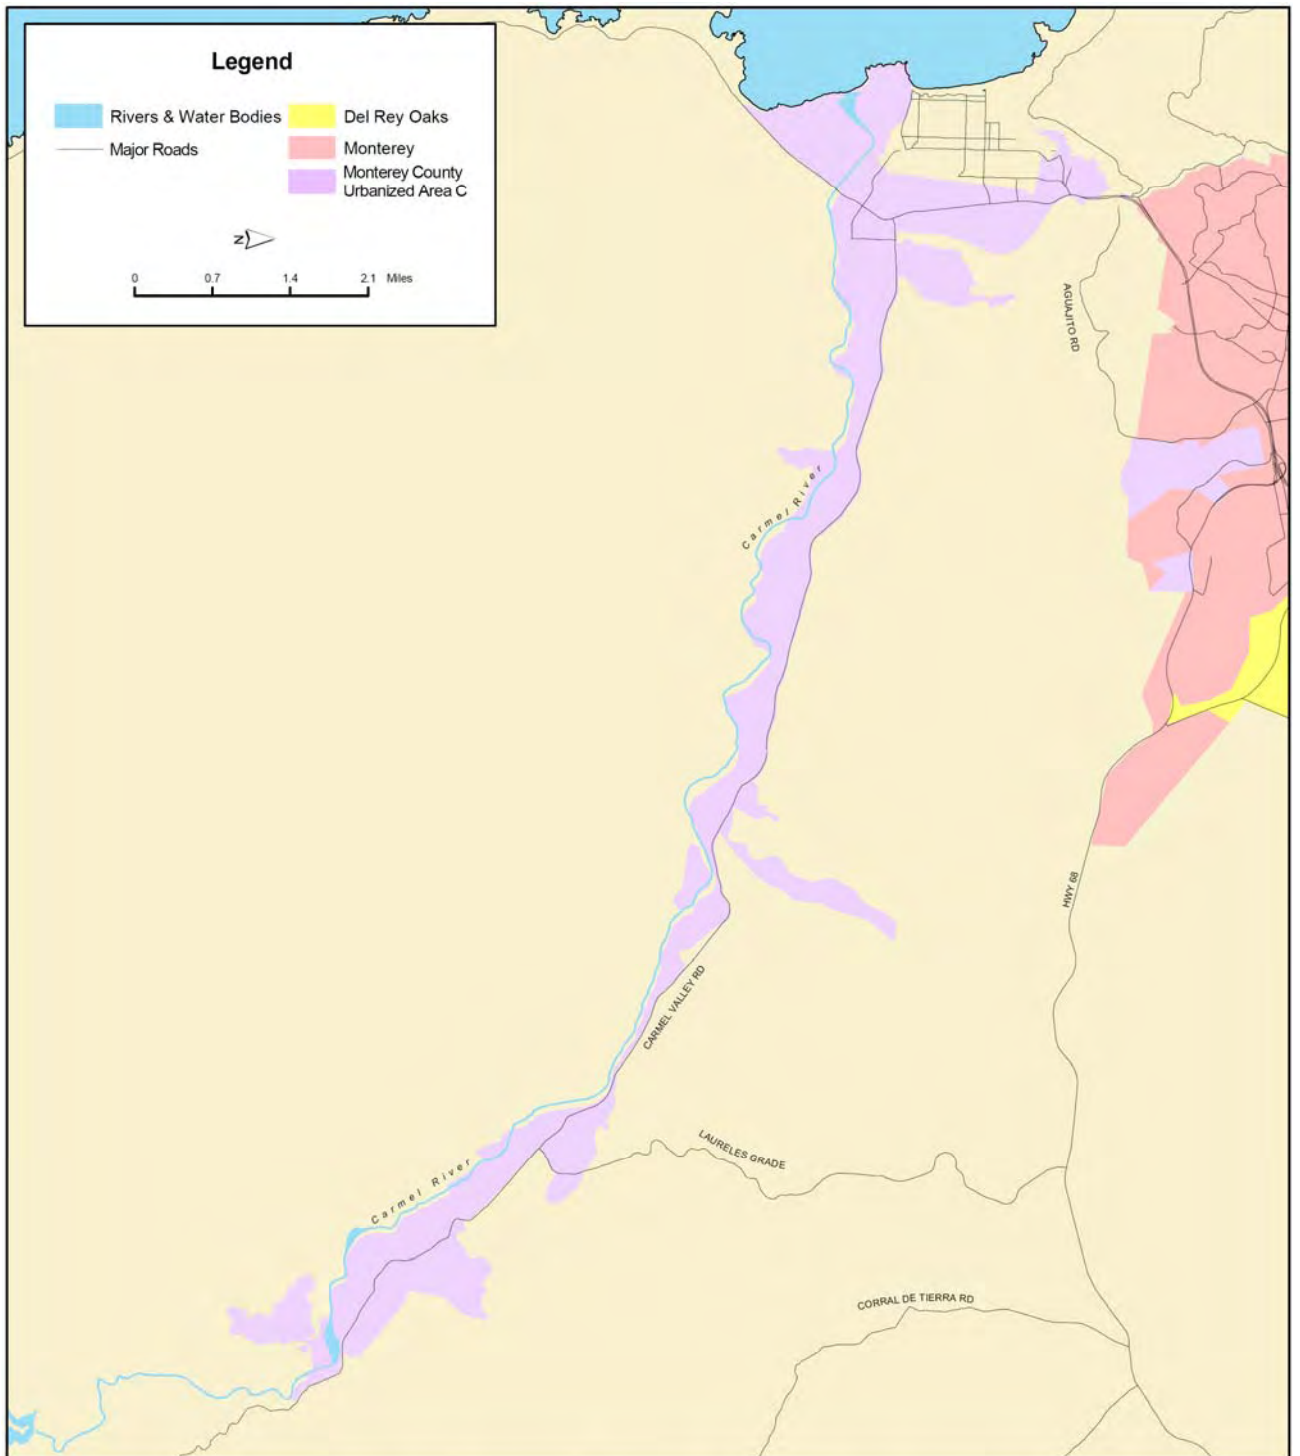 Legend
Rivers & Water Bodies
Major Roads
Del Rey Oaks
Monterey
Monterey County
Urbanized Area C
N
0 0.7 1.4 2.1 Miles
AGUAJITO RD
Carmel River
HWY 68
CARMEL VALLEY RD
LAURELES GRADE
Carmel River
CORRAL DE TIERRA RD